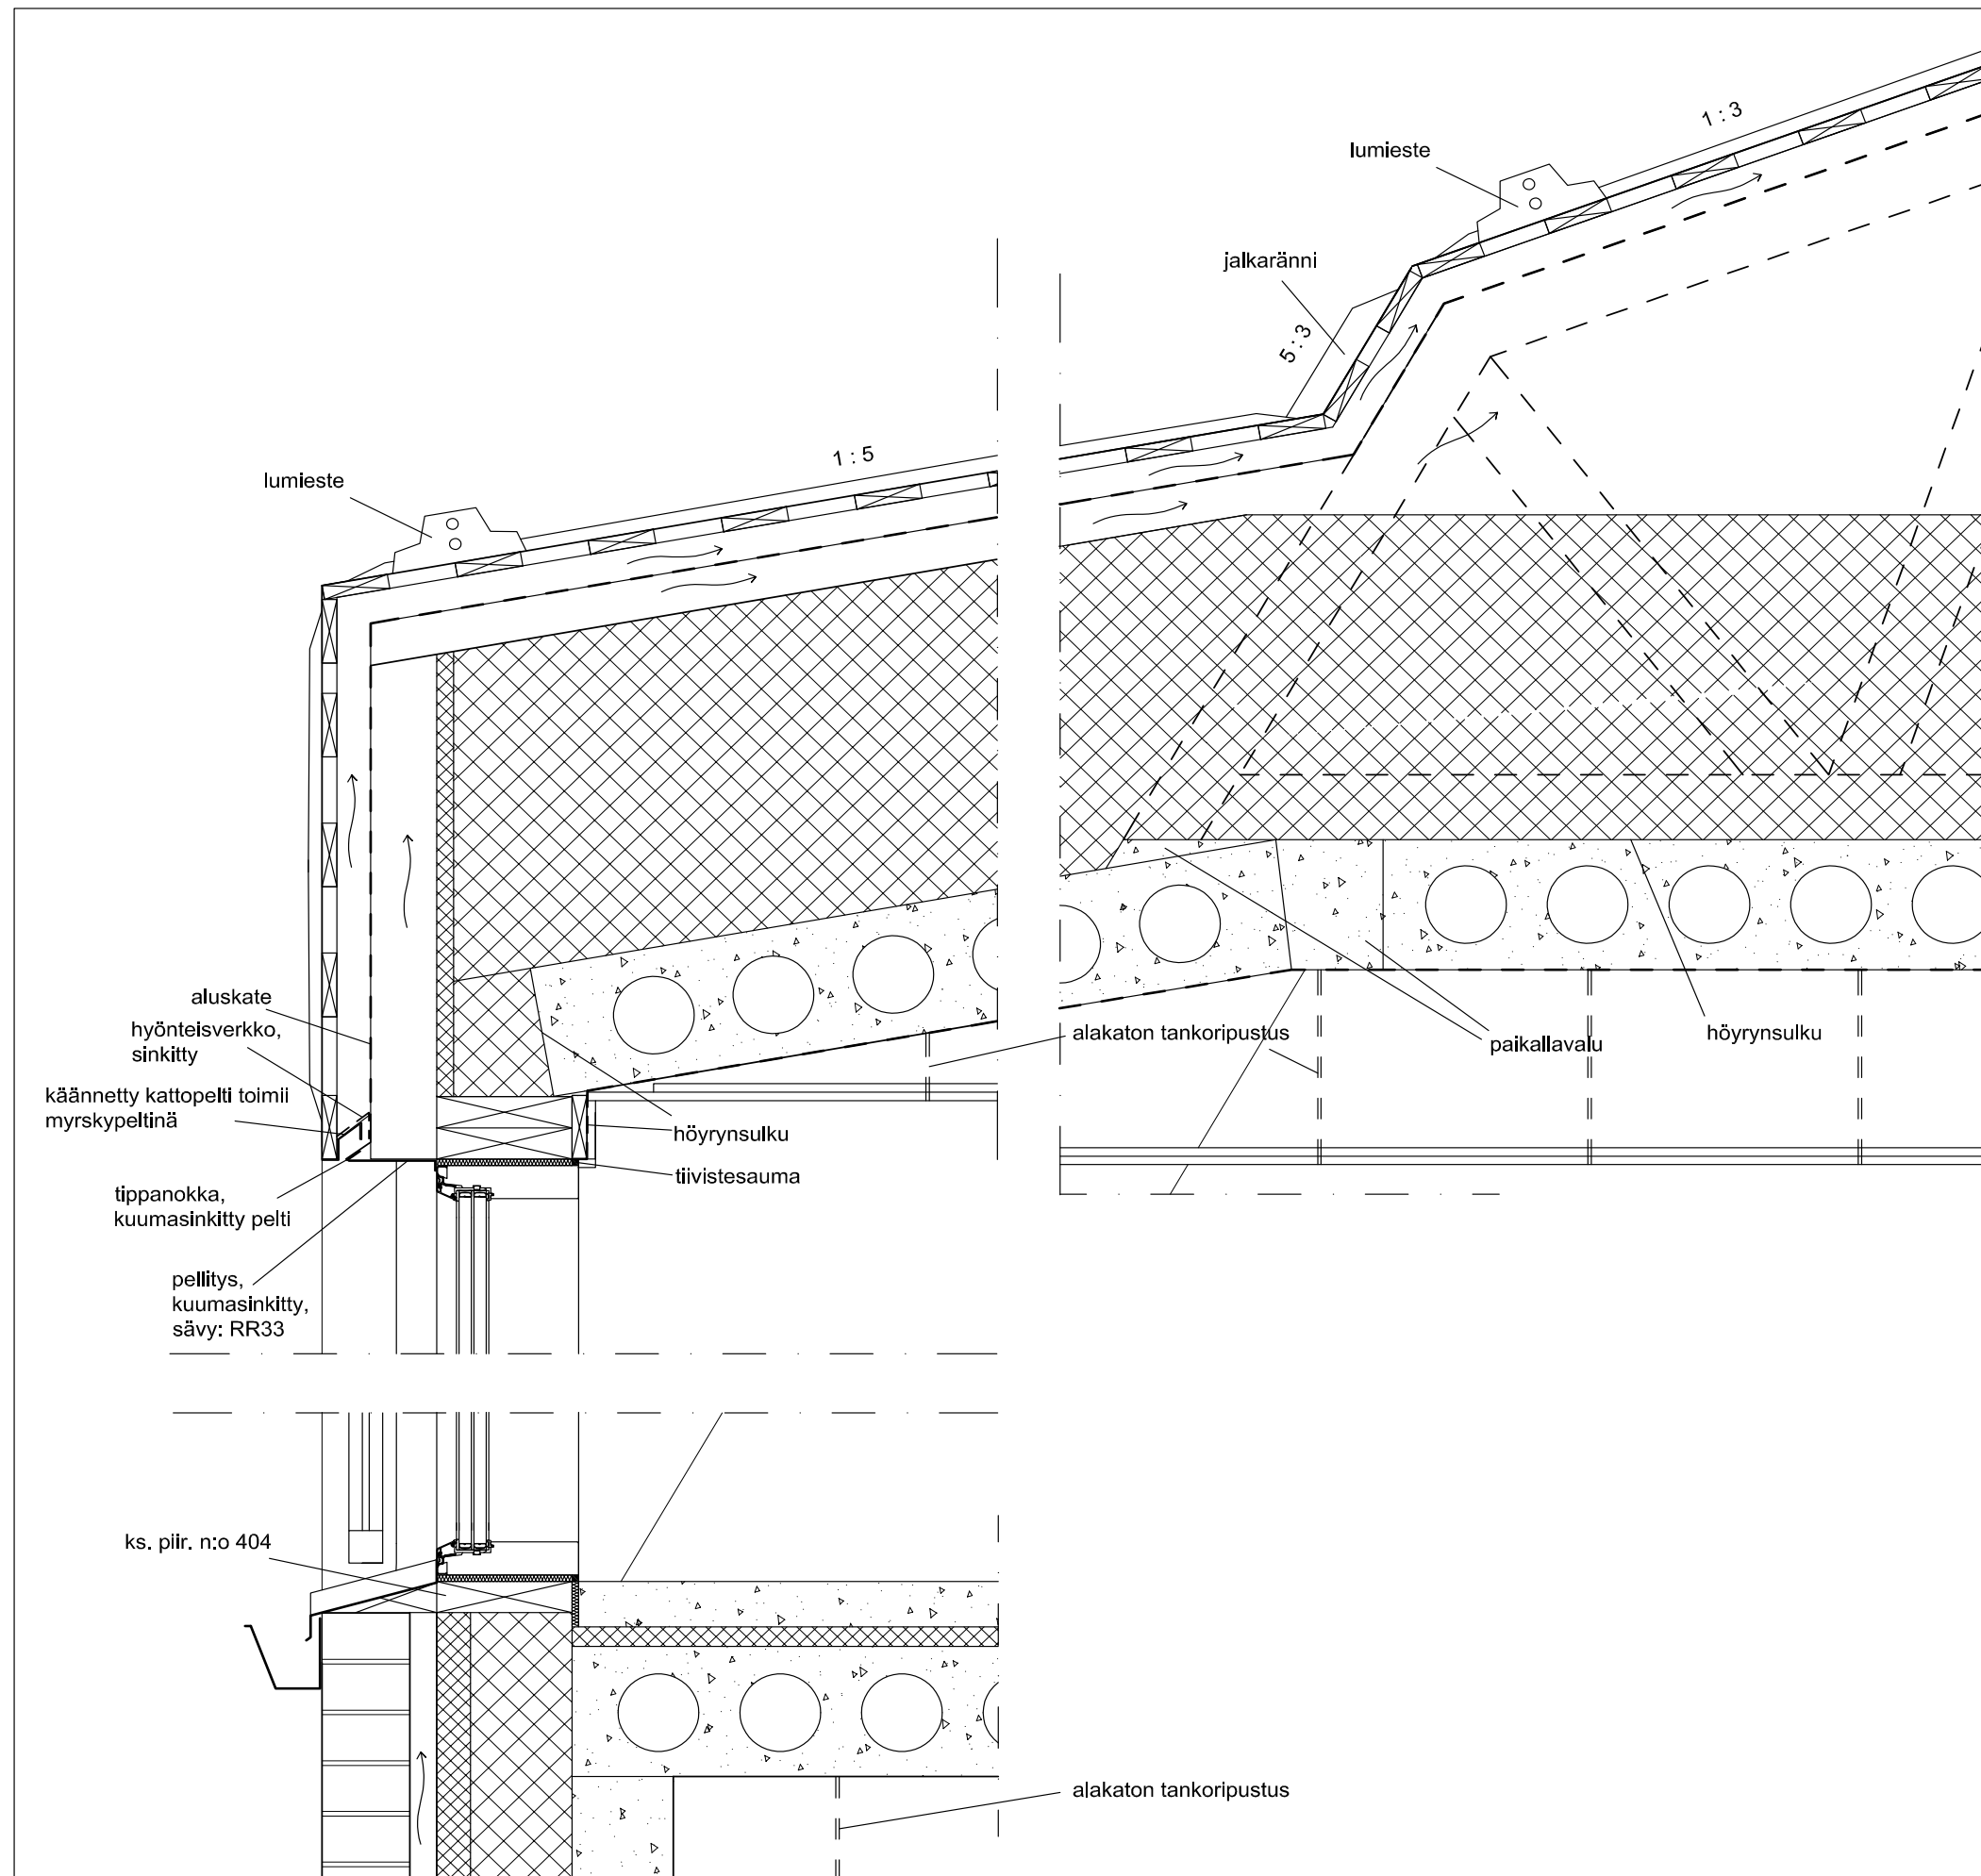 1 : 3
lumieste
jalkaränni
5 : 3
1 : 5
lumieste
aluskate
hyönteisverkko,
sinkitty
käännetty kattopelti toimii
myrskypeltinä
alakaton tankoripustus
paikallavalu
höyrynsulku
höyrynsulku
tiivistesauma
tippanokka,
kuumasinkitty pelti
pellitys,
kuumasinkitty,
sävy: RR33
ks. piir. n:o 404
alakaton tankoripustus